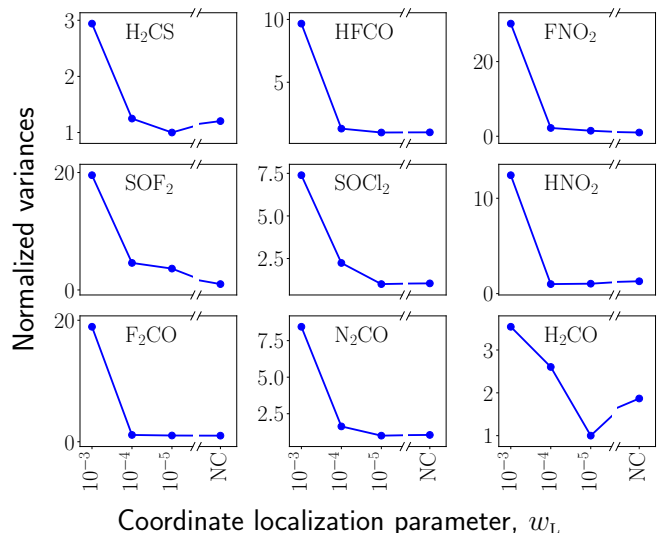 Normalized variances
H₂CS
3
2
1
HFCO
10
5
FNO₂
20
0
SOF₂
20
0
SOCl₂
7.5
5.0
2.5
HNO₂
10
0
F₂CO
20
0
10⁻³
10⁻⁴
10⁻⁵
NC
N₂CO
7.5
5.0
2.5
10⁻³
10⁻⁴
10⁻⁵
NC
H₂CO
3
2
1
10⁻³
10⁻⁴
10⁻⁵
NC
Coordinate localization parameter, w_L